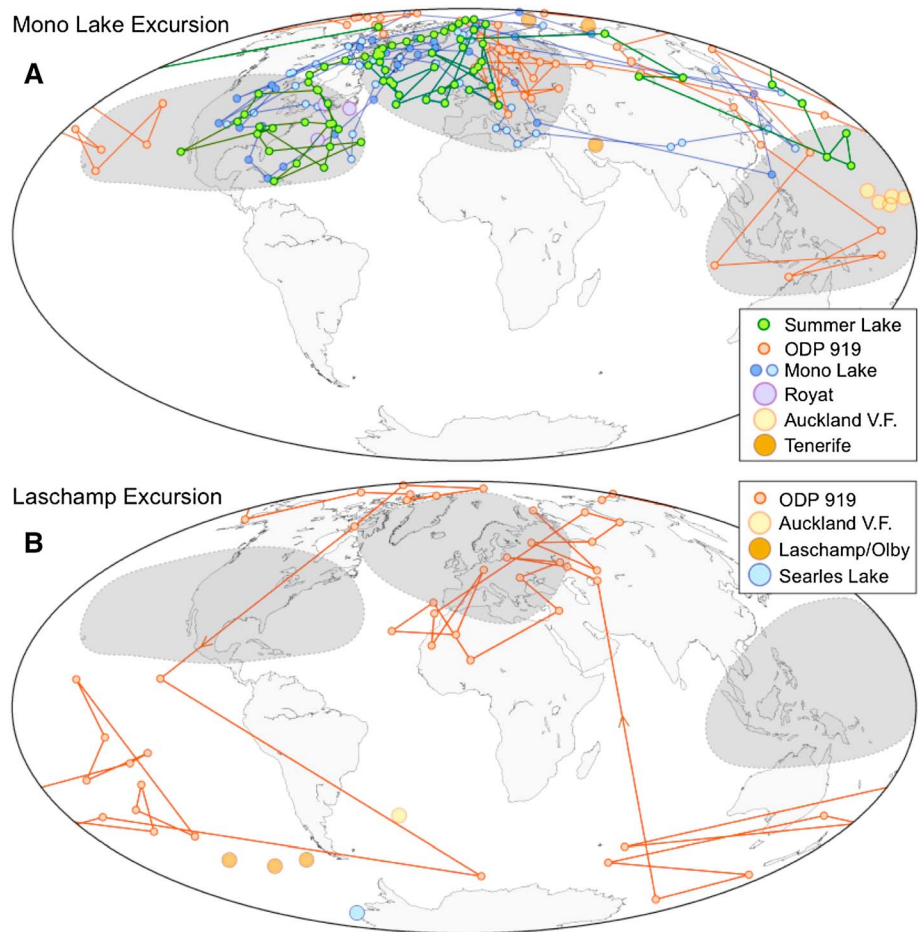 Mono Lake Excursion
A
Summer Lake
ODP 919
Mono Lake
Royat
Auckland V.F.
Tenerife
Laschamp Excursion
B
ODP 919
Auckland V.F.
Laschamp/Olby
Searles Lake